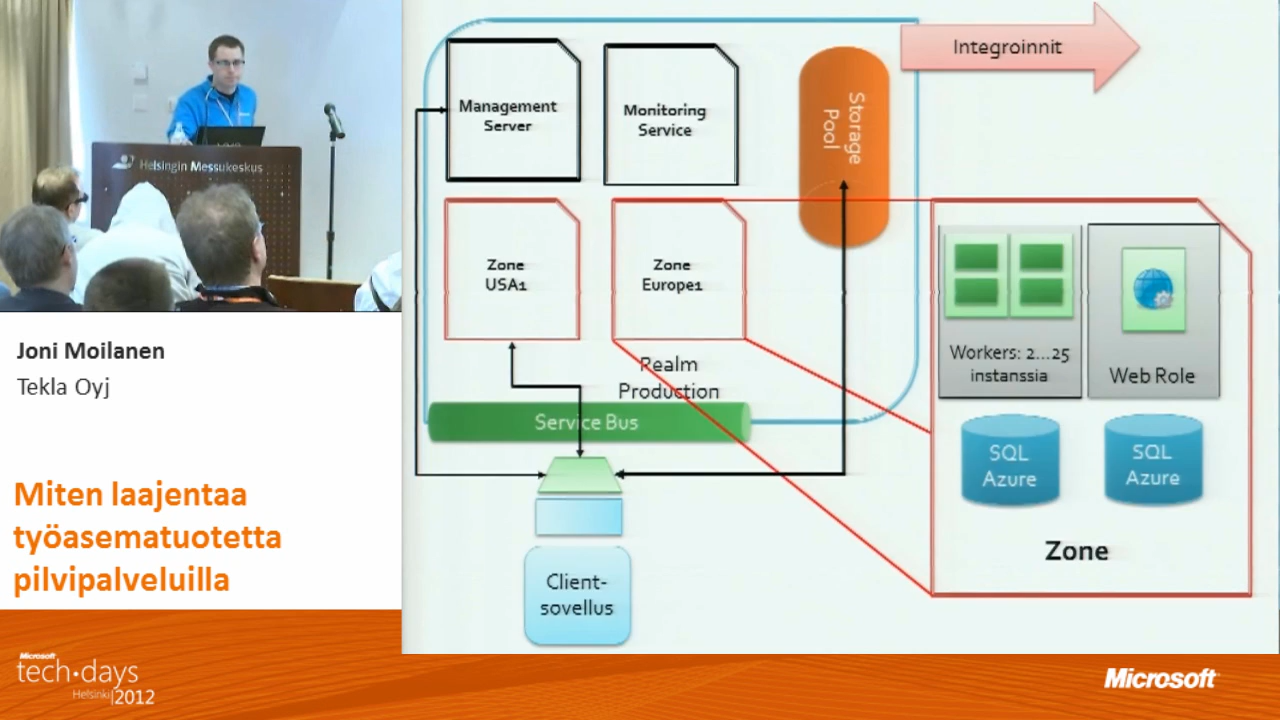 Helsingin Messukeskus
Joni Moilanen
Tekla Oyj
Miten laajentaa
työasematuotetta
pilvipalveluilla
Microsoft
tech·days
Helsinki|2012
Management
Server
Monitoring
Service
Storage
Pool
Integroinnit
Zone
USA1
Zone
Europe1
Realm
Production
Service Bus
Client-
sovellus
Workers: 2...25
instanssia
Web Role
SQL
Azure
SQL
Azure
Zone
Microsoft